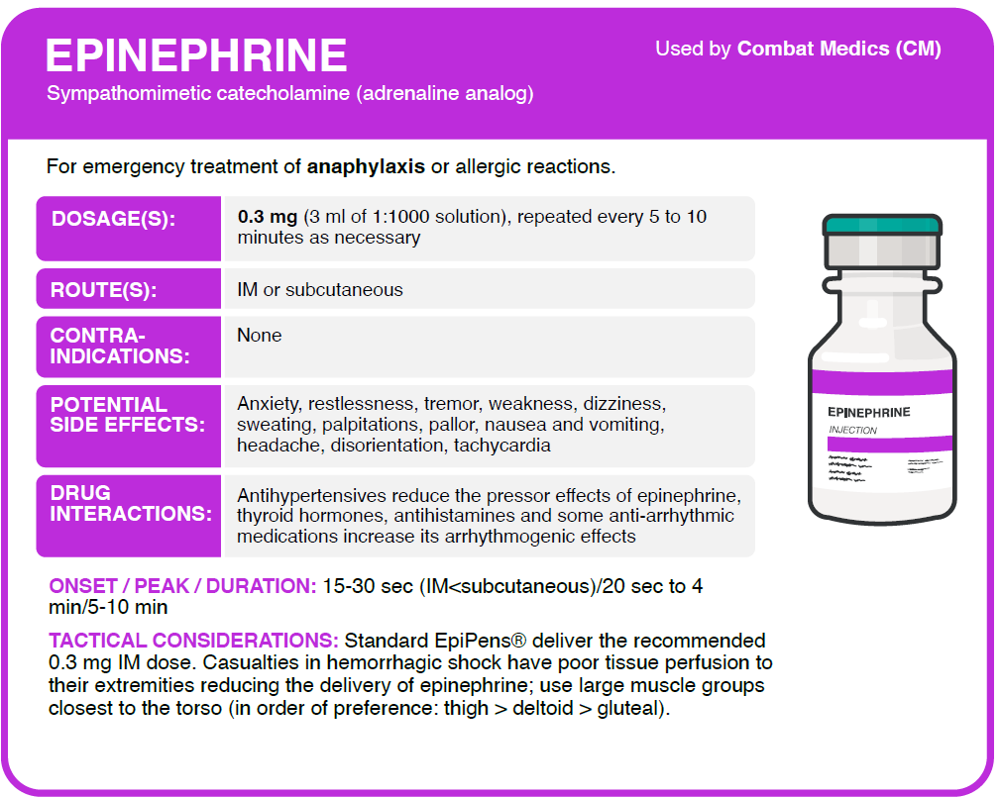 EPINEPHRINE
Used by Combat Medics (CM)
Sympathomimetic catecholamine (adrenaline analog)
For emergency treatment of anaphylaxis or allergic reactions.
DOSAGE(S):
0.3 mg (3 ml of 1:1000 solution), repeated every 5 to 10
minutes as necessary
ROUTE(S):
IM or subcutaneous
CONTRA-
INDICATIONS:
None
POTENTIAL
SIDE EFFECTS:
Anxiety, restlessness, tremor, weakness, dizziness,
sweating, palpitations, pallor, nausea and vomiting,
headache, disorientation, tachycardia
DRUG
INTERACTIONS:
Antihypertensives reduce the pressor effects of epinephrine,
thyroid hormones, antihistamines and some anti-arrhythmic
medications increase its arrhythmogenic effects
EPINEPHRINE
INJECTION
ONSET / PEAK / DURATION: 15-30 sec (IM<subcutaneous)/20 sec to 4
min/5-10 min
TACTICAL CONSIDERATIONS: Standard EpiPens® deliver the recommended
0.3 mg IM dose. Casualties in hemorrhagic shock have poor tissue perfusion to
their extremities reducing the delivery of epinephrine; use large muscle groups
closest to the torso (in order of preference: thigh > deltoid > gluteal).